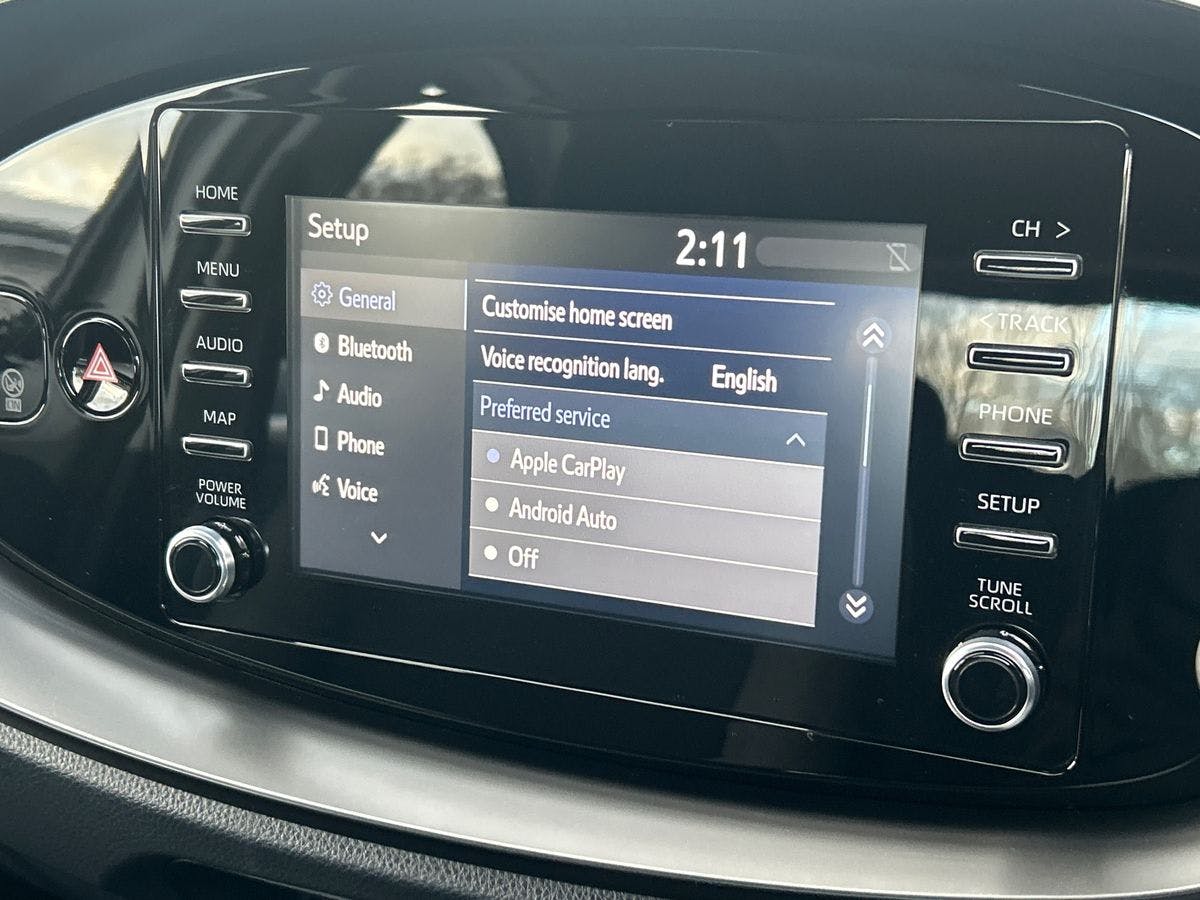 HOME
MENU
AUDIO
MAP
POWER
VOLUME
Setup
2:11
General
Bluetooth
Audio
Phone
Voice
Customise home screen
Voice recognition lang. English
Preferred service
Apple CarPlay
Android Auto
Off
CH >
< TRACK
PHONE
SETUP
TUNE
SCROLL